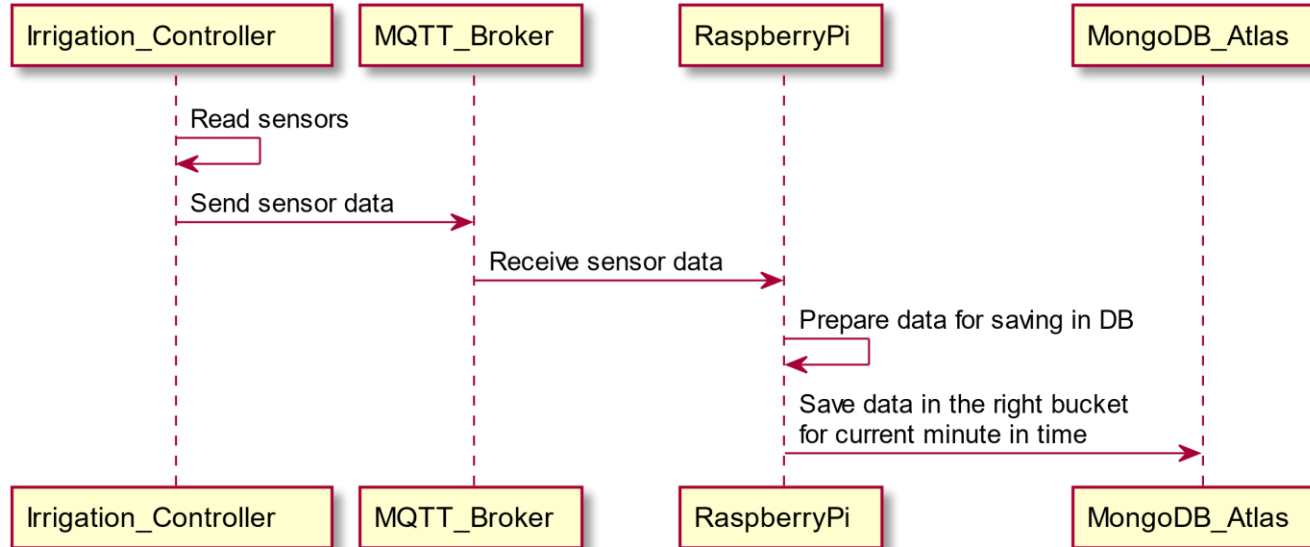 Irrigation_Controller
MQTT_Broker
RaspberryPi
MongoDB_Atlas
Read sensors
Send sensor data
Receive sensor data
Prepare data for saving in DB
Save data in the right bucket
for current minute in time
Irrigation_Controller
MQTT_Broker
RaspberryPi
MongoDB_Atlas